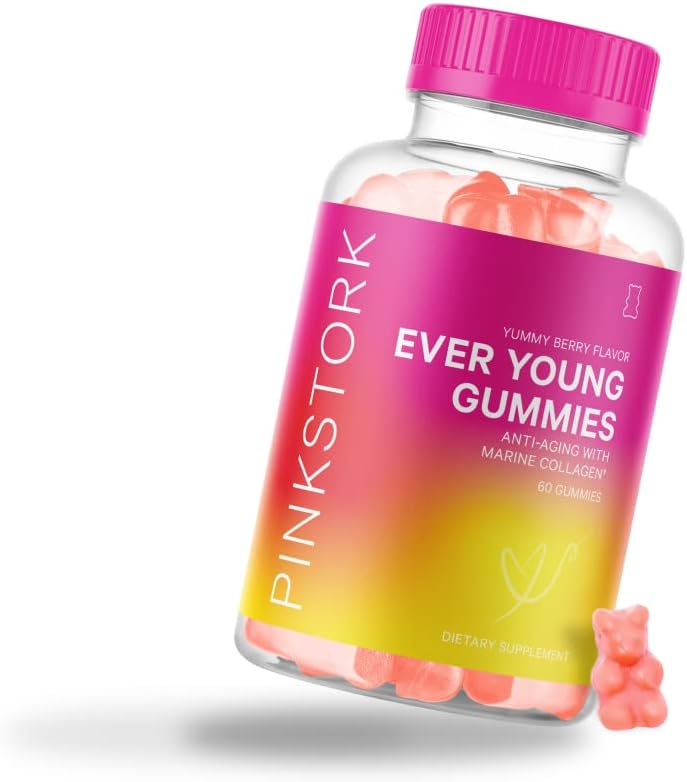 PINKSTORK
YUMMY BERRY FLAVOR
EVER YOUNG
GUMMIES
ANTI-AGING WITH
MARINE COLLAGEN†
60 GUMMIES
DIETARY SUPPLEMENT